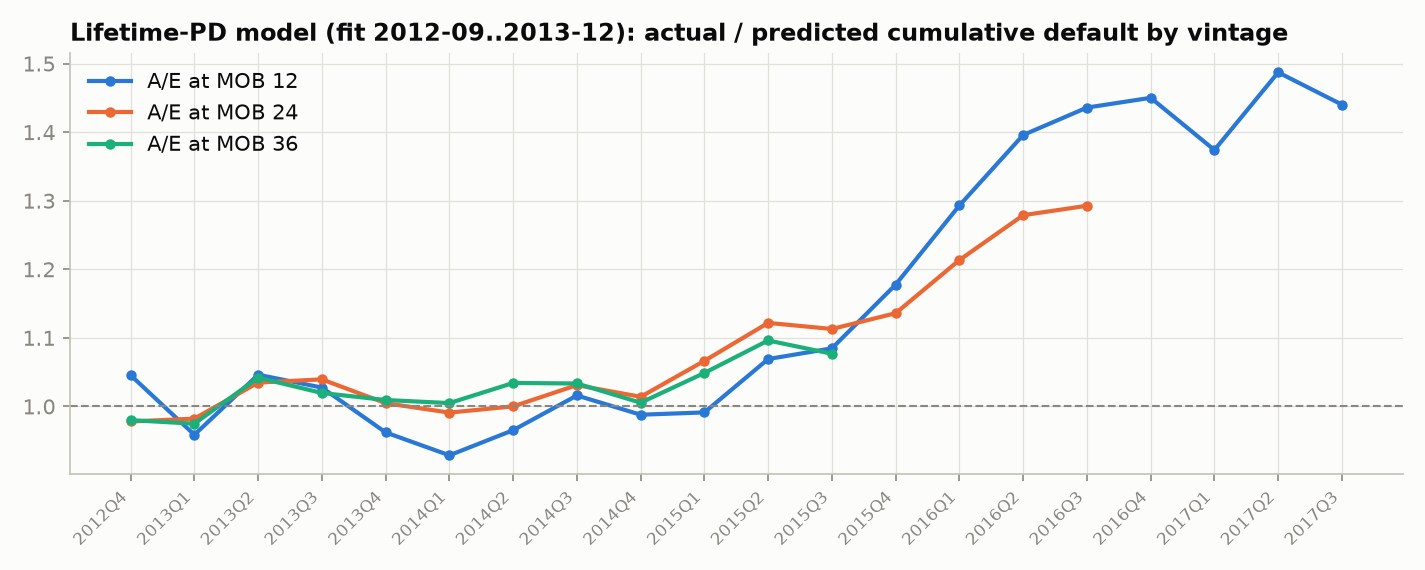 Lifetime-PD model (fit 2012-09..2013-12): actual / predicted cumulative default by vintage
A/E at MOB 12
A/E at MOB 24
A/E at MOB 36
1.5
1.4
1.3
1.2
1.1
1.0
2012Q4
2013Q1
2013Q2
2013Q3
2013Q4
2014Q1
2014Q2
2014Q3
2014Q4
2015Q1
2015Q2
2015Q3
2015Q4
2016Q1
2016Q2
2016Q3
2016Q4
2017Q1
2017Q2
2017Q3